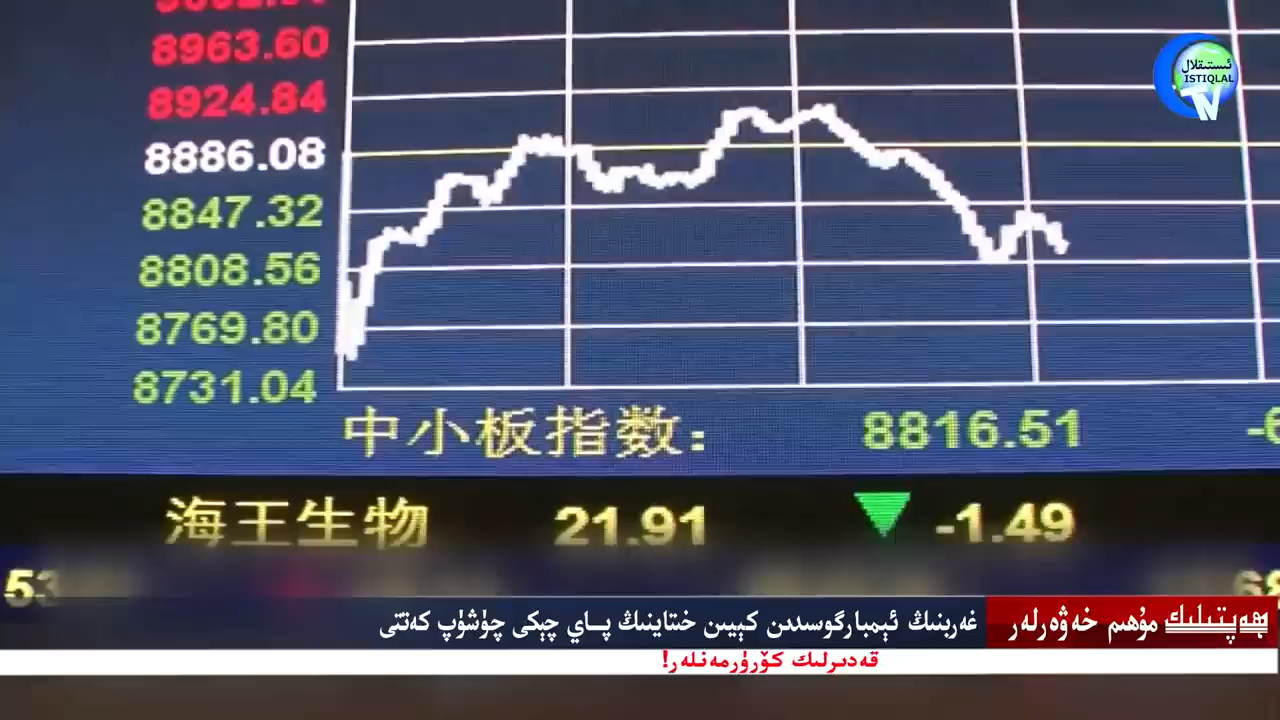 8963.60
8924.84
8886.08
8847.32
8808.56
8769.80
8731.04
ئىستىقلال
ISTIQLAL
TV
中小板指数: 8816.51
海王生物 21.91 -1.49
ھەپتىلىك مۇھىم خەۋەرلەر
غەربنىڭ ئېمبارگوسىدىن كېيىن خىتاينىڭ پاي چېكى چۈشۈپ كەتتى
قەدىرلىك كۆرۈرمەنلەر!